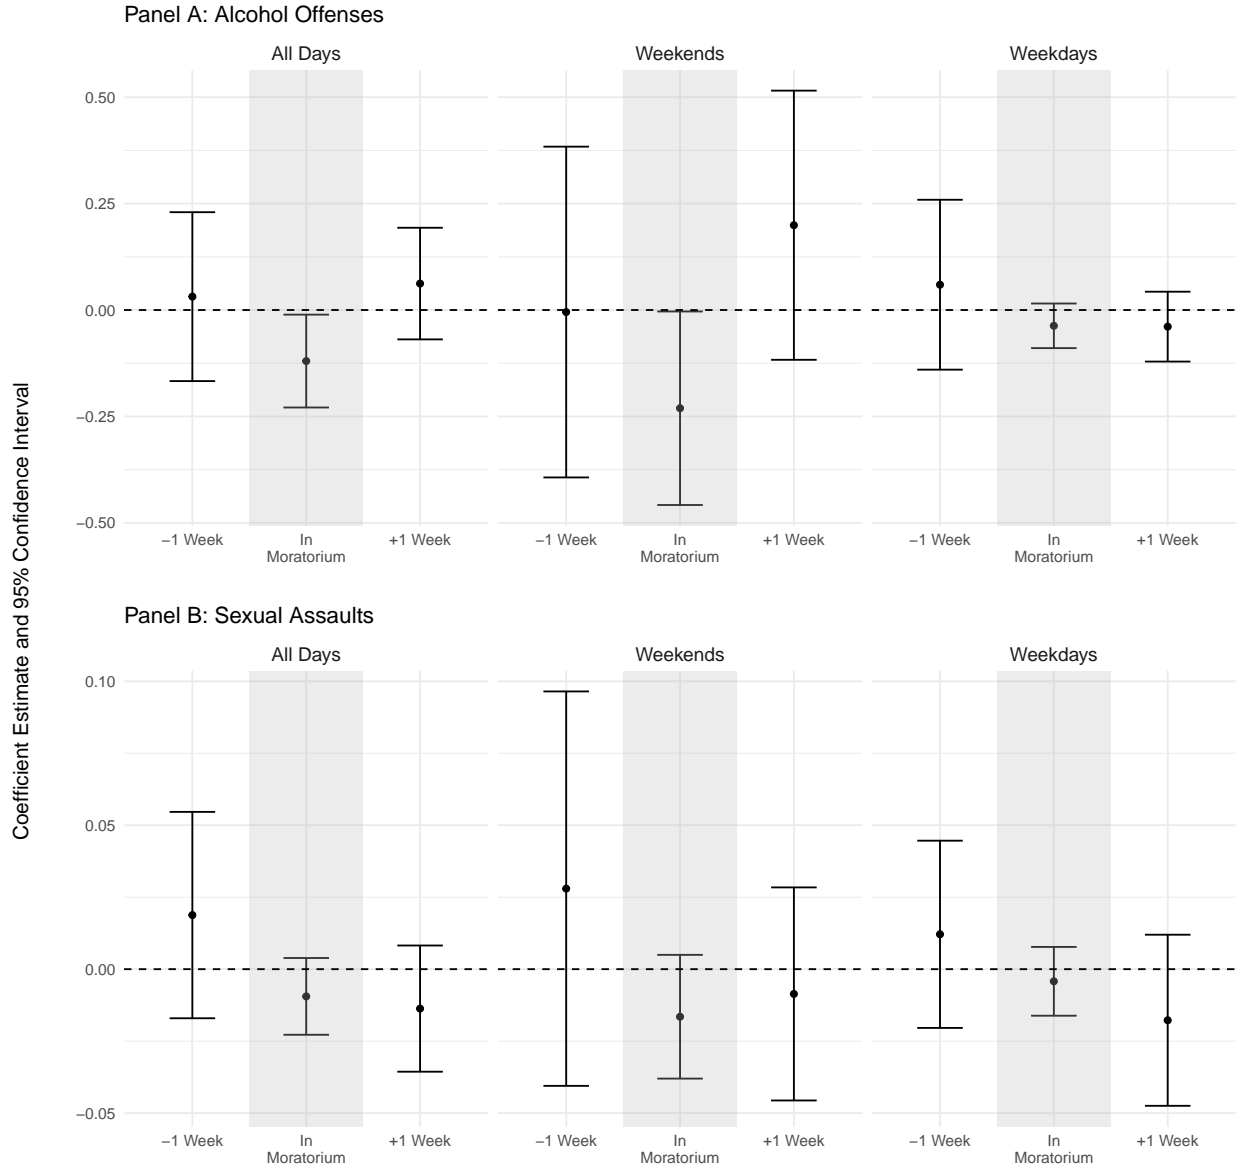 Panel A: Alcohol Offenses
All Days
Weekends
Weekdays
0.50
0.25
0.00
−0.25
−0.50
−1 Week
In
Moratorium
+1 Week
−1 Week
In
Moratorium
+1 Week
−1 Week
In
Moratorium
+1 Week
Coefficient Estimate and 95% Confidence Interval
Panel B: Sexual Assaults
All Days
Weekends
Weekdays
0.10
0.05
0.00
−0.05
−1 Week
In
Moratorium
+1 Week
−1 Week
In
Moratorium
+1 Week
−1 Week
In
Moratorium
+1 Week